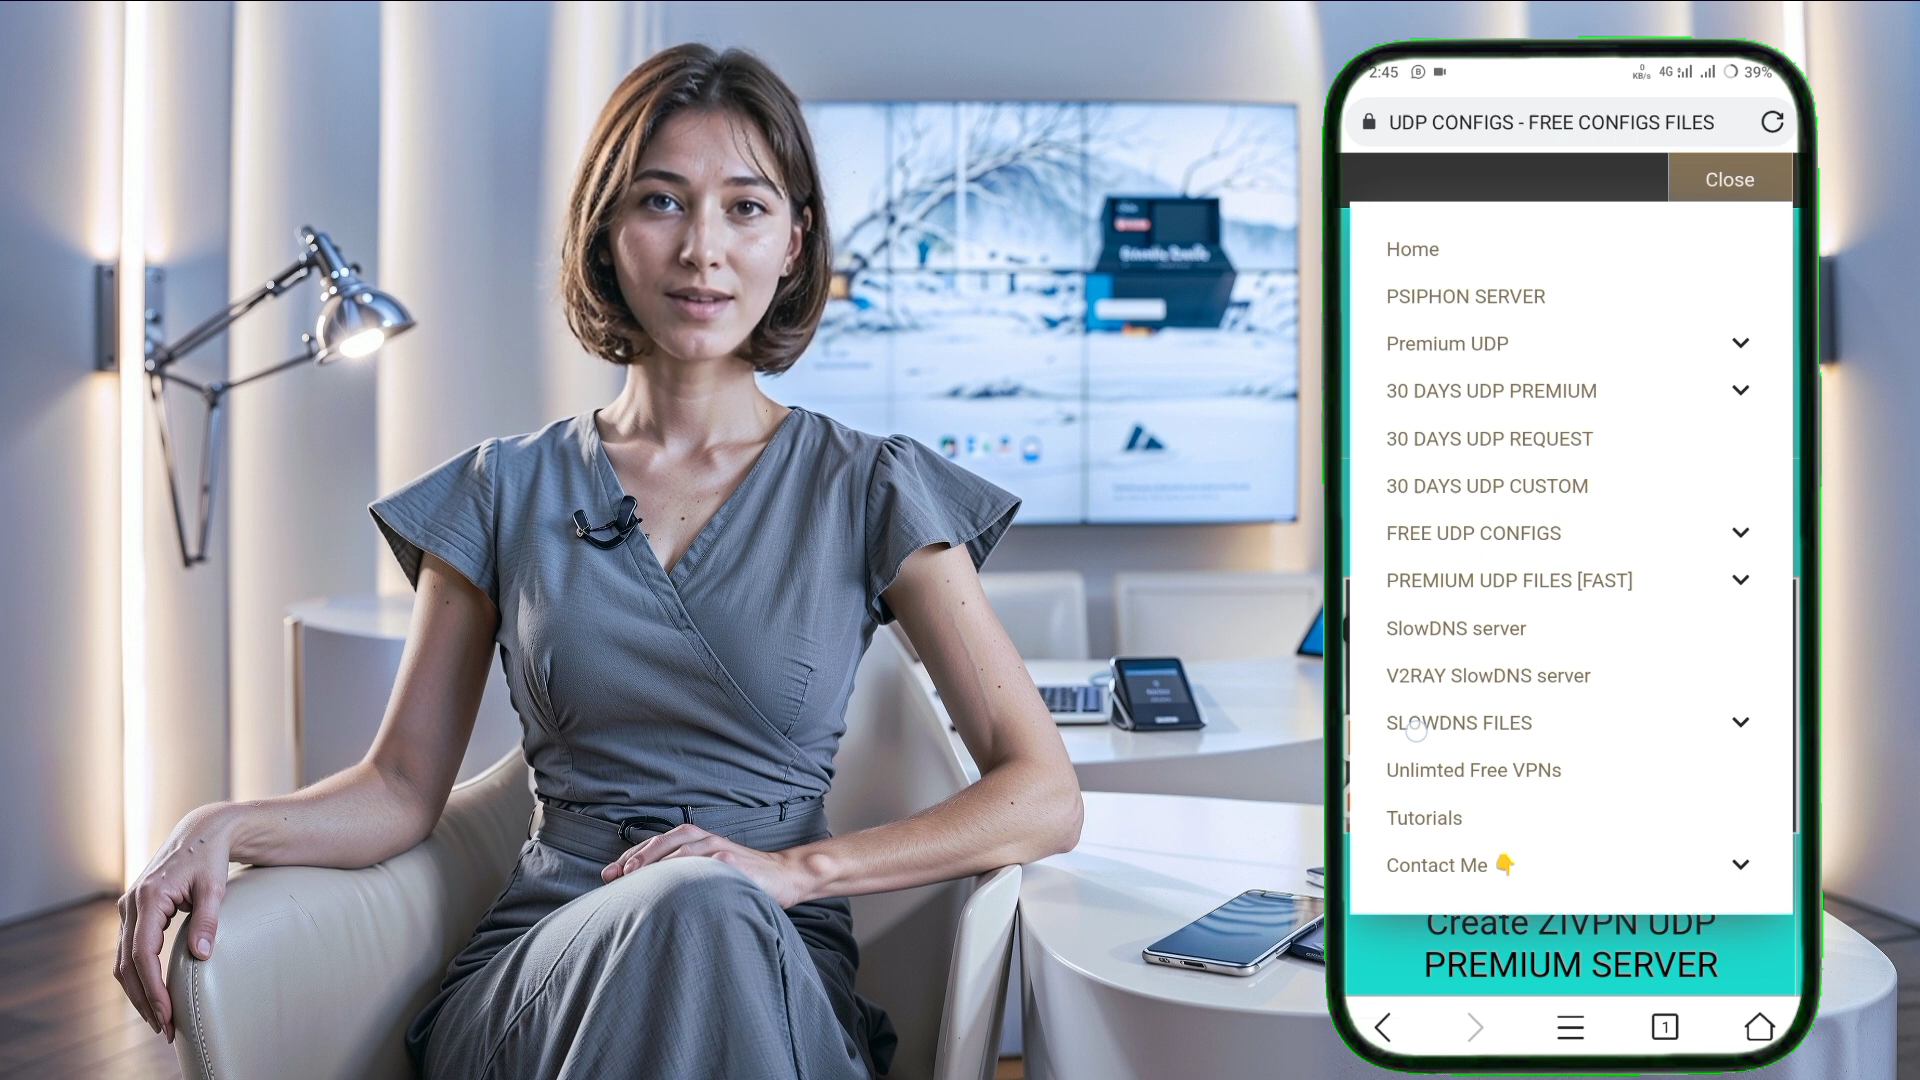 2:45
0 KB/s 4G 39%
UDP CONFIGS - FREE CONFIGS FILES
Close
Home
PSIPHON SERVER
Premium UDP
30 DAYS UDP PREMIUM
30 DAYS UDP REQUEST
30 DAYS UDP CUSTOM
FREE UDP CONFIGS
PREMIUM UDP FILES [FAST]
SlowDNS server
V2RAY SlowDNS server
SLOWDNS FILES
Unlimted Free VPNs
Tutorials
Contact Me 👇
Create ZIVPN UDP
PREMIUM SERVER
1